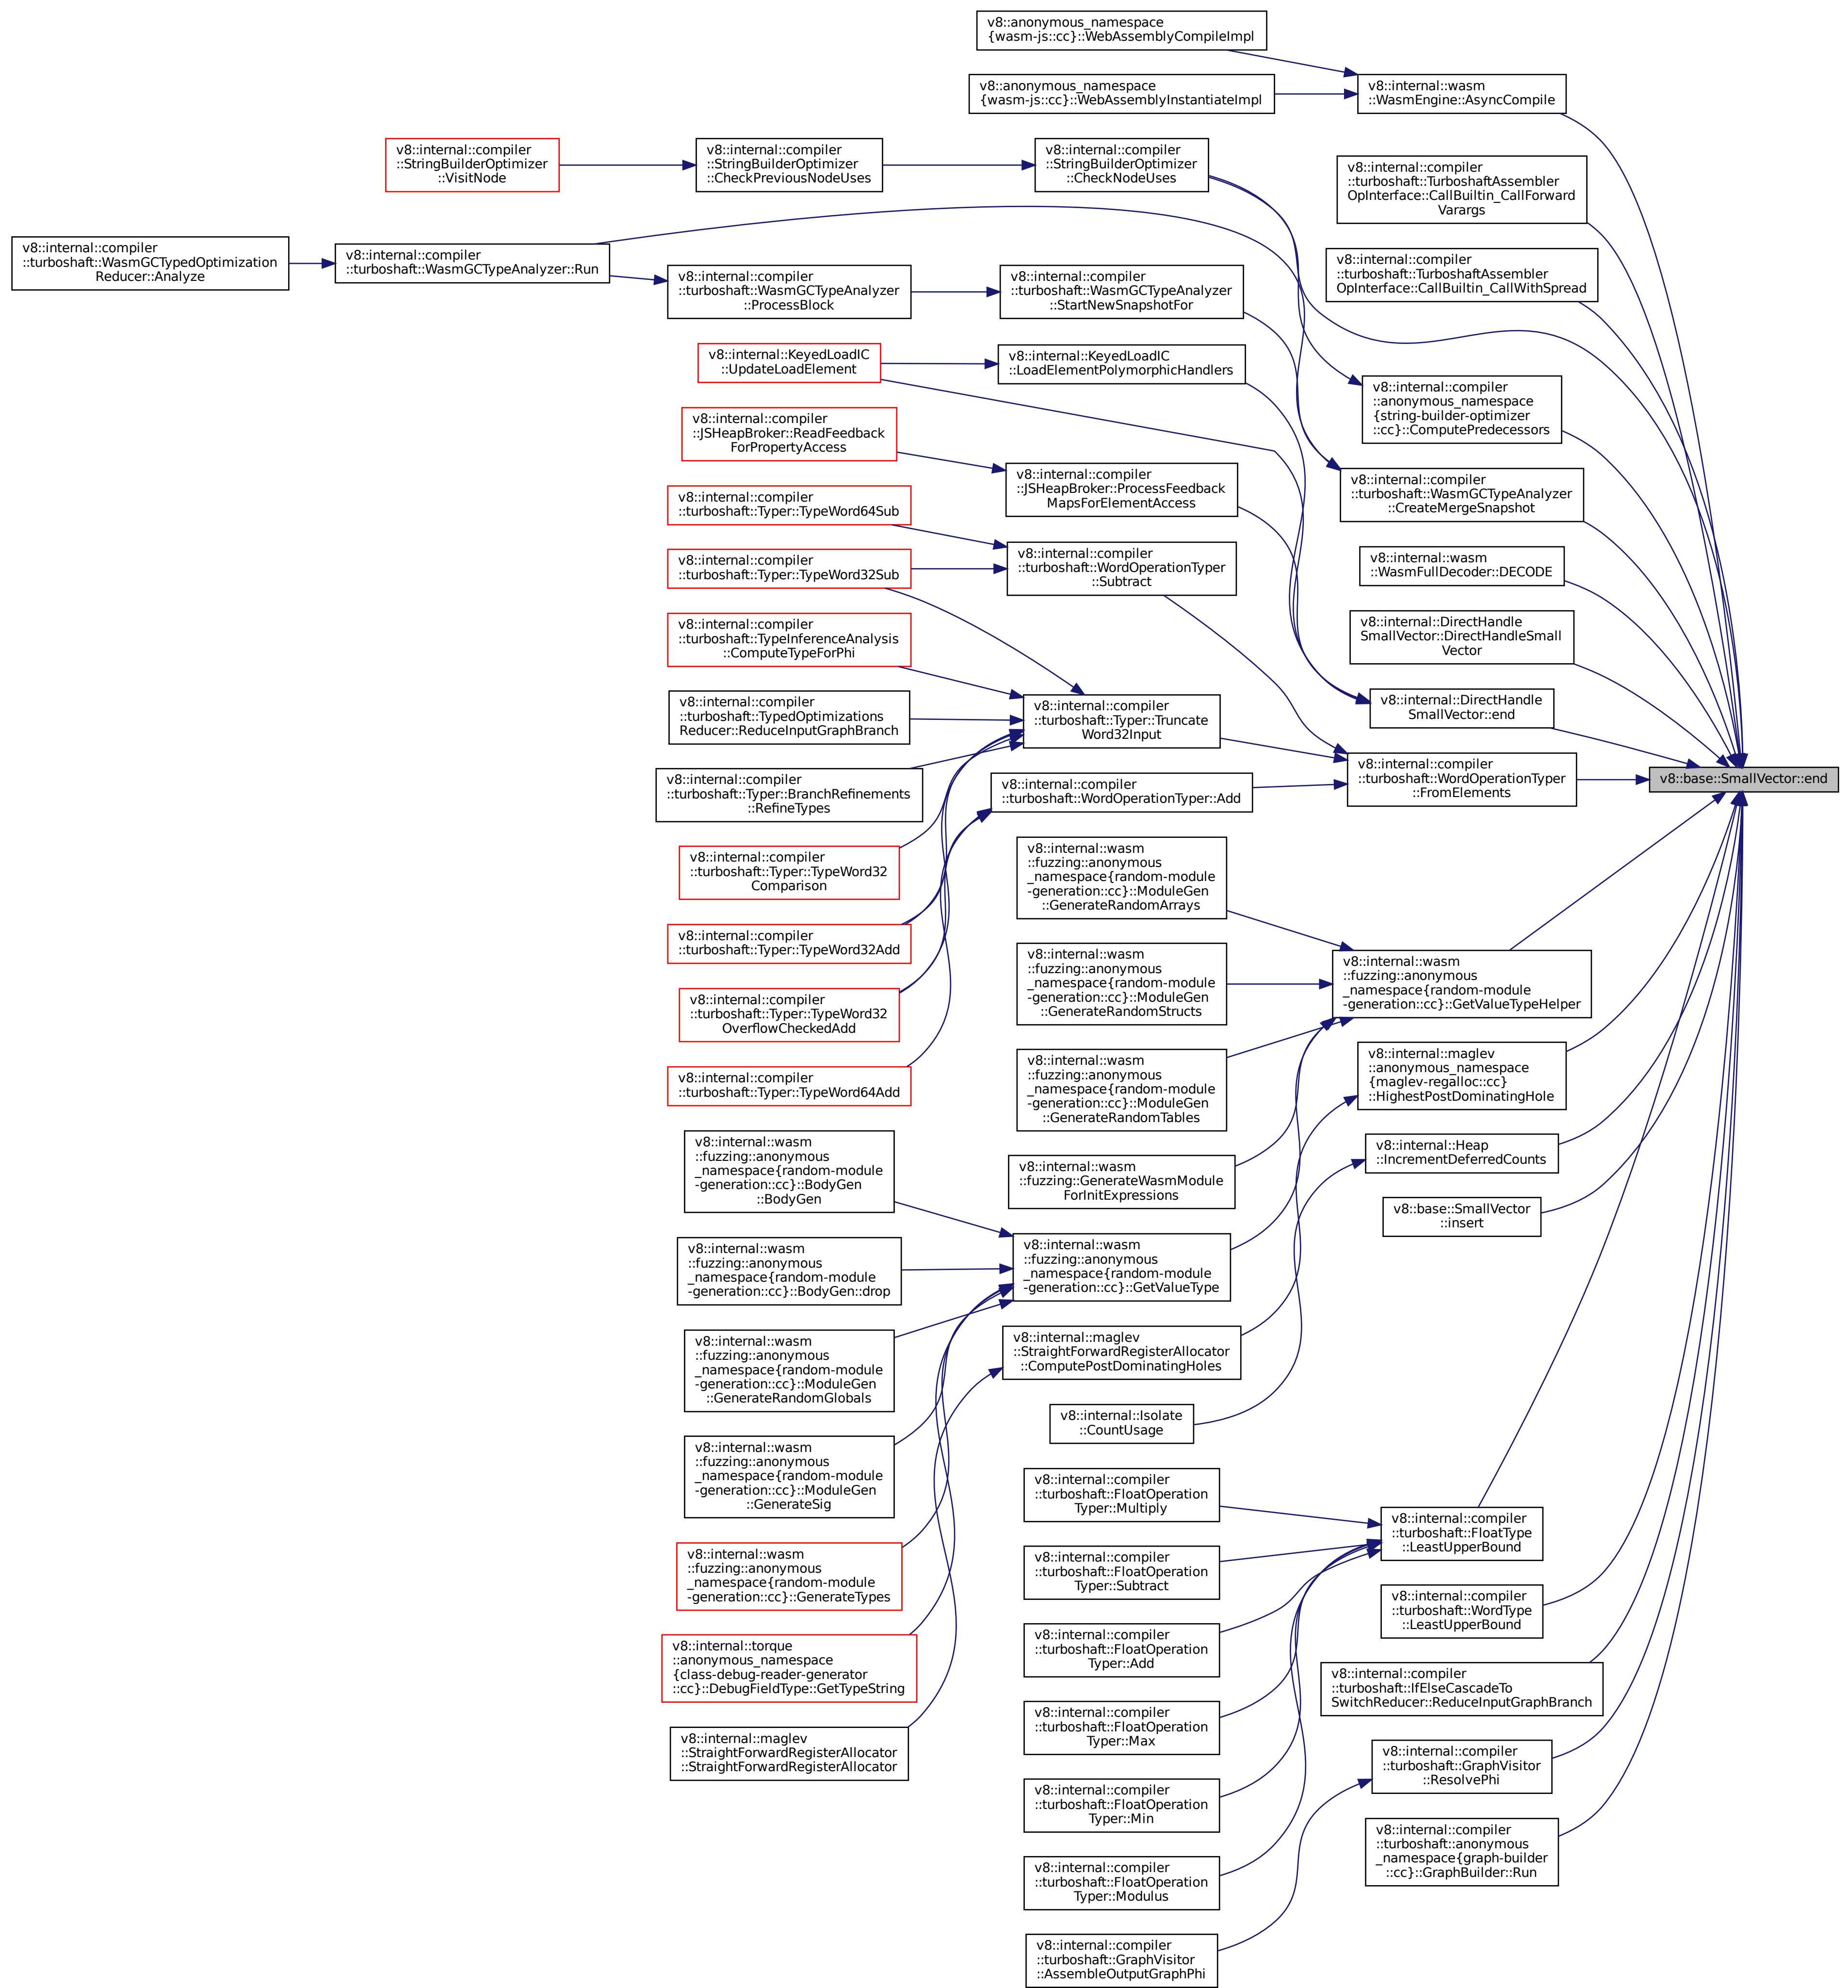 v8::anonymous_namespace
{wasm-js::cc}::WebAssemblyCompileImpl
v8::anonymous_namespace
{wasm-js::cc}::WebAssemblyInstantiateImpl
v8::internal::wasm
::WasmEngine::AsyncCompile
v8::internal::compiler
::StringBuilderOptimizer
::VisitNode
v8::internal::compiler
::StringBuilderOptimizer
::CheckPreviousNodeUses
v8::internal::compiler
::StringBuilderOptimizer
::CheckNodeUses
v8::internal::compiler
::turboshaft::TurboshaftAssembler
OpInterface::CallBuiltin_CallForward
Varargs
v8::internal::compiler
::turboshaft::WasmGCTypedOptimization
Reducer::Analyze
v8::internal::compiler
::turboshaft::WasmGCTypeAnalyzer::Run
v8::internal::compiler
::turboshaft::WasmGCTypeAnalyzer
::ProcessBlock
v8::internal::compiler
::turboshaft::WasmGCTypeAnalyzer
::StartNewSnapshotFor
v8::internal::compiler
::turboshaft::TurboshaftAssembler
OpInterface::CallBuiltin_CallWithSpread
v8::internal::KeyedLoadIC
::UpdateLoadElement
v8::internal::KeyedLoadIC
::LoadElementPolymorphicHandlers
v8::internal::compiler
::anonymous_namespace
{string-builder-optimizer
::cc}::ComputePredecessors
v8::internal::compiler
::JSHeapBroker::ReadFeedback
ForPropertyAccess
v8::internal::compiler
::JSHeapBroker::ProcessFeedback
MapsForElementAccess
v8::internal::compiler
::turboshaft::WasmGCTypeAnalyzer
::CreateMergeSnapshot
v8::internal::compiler
::turboshaft::Typer::TypeWord64Sub
v8::internal::compiler
::turboshaft::Typer::TypeWord32Sub
v8::internal::compiler
::turboshaft::WordOperationTyper
::Subtract
v8::internal::wasm
::WasmFullDecoder::DECODE
v8::internal::compiler
::turboshaft::TypeInferenceAnalysis
::ComputeTypeForPhi
v8::internal::DirectHandle
SmallVector::DirectHandleSmall
Vector
v8::internal::compiler
::turboshaft::TypedOptimizations
Reducer::ReduceInputGraphBranch
v8::internal::compiler
::turboshaft::Typer::Truncate
Word32Input
v8::internal::DirectHandle
SmallVector::end
v8::internal::compiler
::turboshaft::Typer::BranchRefinements
::RefineTypes
v8::internal::compiler
::turboshaft::WordOperationTyper::Add
v8::internal::compiler
::turboshaft::WordOperationTyper
::FromElements
v8::base::SmallVector::end
v8::internal::compiler
::turboshaft::Typer::TypeWord32
Comparison
v8::internal::wasm
::fuzzing::anonymous
_namespace{random-module
-generation::cc}::ModuleGen
::GenerateRandomArrays
v8::internal::compiler
::turboshaft::Typer::TypeWord32Add
v8::internal::wasm
::fuzzing::anonymous
_namespace{random-module
-generation::cc}::ModuleGen
::GenerateRandomStructs
v8::internal::wasm
::fuzzing::anonymous
_namespace{random-module
-generation::cc}::GetValueTypeHelper
v8::internal::compiler
::turboshaft::Typer::TypeWord32
OverflowCheckedAdd
v8::internal::compiler
::turboshaft::Typer::TypeWord64Add
v8::internal::wasm
::fuzzing::anonymous
_namespace{random-module
-generation::cc}::ModuleGen
::GenerateRandomTables
v8::internal::maglev
::anonymous_namespace
{maglev-regalloc::cc}
::HighestPostDominatingHole
v8::internal::wasm
::fuzzing::anonymous
_namespace{random-module
-generation::cc}::BodyGen
::BodyGen
v8::internal::wasm
::fuzzing::GenerateWasmModule
ForInitExpressions
v8::internal::Heap
::IncrementDeferredCounts
v8::base::SmallVector
::insert
v8::internal::wasm
::fuzzing::anonymous
_namespace{random-module
-generation::cc}::BodyGen::drop
v8::internal::wasm
::fuzzing::anonymous
_namespace{random-module
-generation::cc}::GetValueType
v8::internal::wasm
::fuzzing::anonymous
_namespace{random-module
-generation::cc}::ModuleGen
::GenerateRandomGlobals
v8::internal::maglev
::StraightForwardRegisterAllocator
::ComputePostDominatingHoles
v8::internal::Isolate
::CountUsage
v8::internal::wasm
::fuzzing::anonymous
_namespace{random-module
-generation::cc}::ModuleGen
::GenerateSig
v8::internal::compiler
::turboshaft::FloatOperation
Typer::Multiply
v8::internal::compiler
::turboshaft::FloatType
::LeastUpperBound
v8::internal::wasm
::fuzzing::anonymous
_namespace{random-module
-generation::cc}::GenerateTypes
v8::internal::compiler
::turboshaft::FloatOperation
Typer::Subtract
v8::internal::compiler
::turboshaft::WordType
::LeastUpperBound
v8::internal::torque
::anonymous_namespace
{class-debug-reader-generator
::cc}::DebugFieldType::GetTypeString
v8::internal::compiler
::turboshaft::FloatOperation
Typer::Add
v8::internal::compiler
::turboshaft::IfElseCascadeTo
SwitchReducer::ReduceInputGraphBranch
v8::internal::maglev
::StraightForwardRegisterAllocator
::StraightForwardRegisterAllocator
v8::internal::compiler
::turboshaft::FloatOperation
Typer::Max
v8::internal::compiler
::turboshaft::GraphVisitor
::ResolvePhi
v8::internal::compiler
::turboshaft::FloatOperation
Typer::Min
v8::internal::compiler
::turboshaft::anonymous
_namespace{graph-builder
::cc}::GraphBuilder::Run
v8::internal::compiler
::turboshaft::FloatOperation
Typer::Modulus
v8::internal::compiler
::turboshaft::GraphVisitor
::AssembleOutputGraphPhi